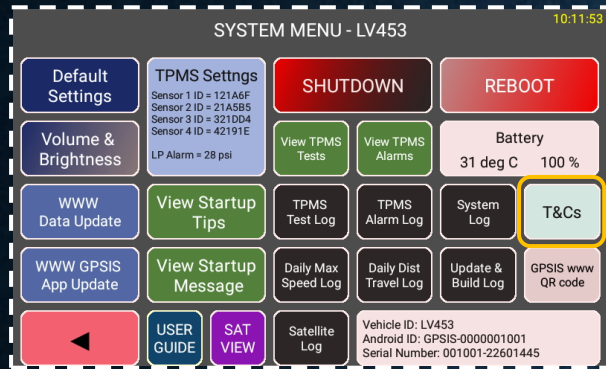 SYSTEM MENU - LV453
10:11:53
Default
Settings
TPMS Settngs
Sensor 1 ID = 121A6F
Sensor 2 ID = 21A5B5
Sensor 3 ID = 321DD4
Sensor 4 ID = 42191E
LP Alarm = 28 psi
SHUTDOWN
REBOOT
Volume &
Brightness
View TPMS
Tests
View TPMS
Alarms
Battery
31 deg C 100 %
WWW
Data Update
View Startup
Tips
TPMS
Test Log
TPMS
Alarm Log
System
Log
T&Cs
WWW GPSIS
App Update
View Startup
Message
Daily Max
Speed Log
Daily Dist
Travel Log
Update &
Build Log
GPSIS www
QR code
USER
GUIDE
SAT
VIEW
Satellite
Log
Vehicle ID: LV453
Android ID: GPSIS-0000001001
Serial Number: 001001-22601445